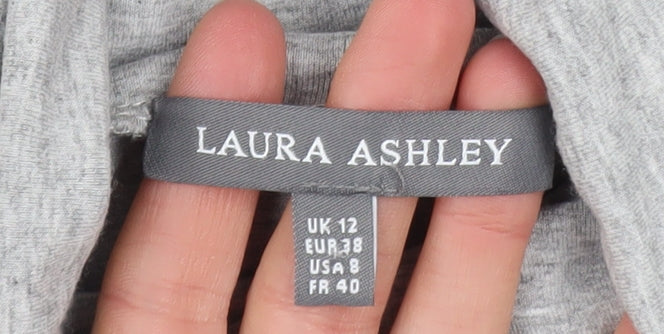 LAURA ASHLEY
UK 12
EUR 38
USA 8
FR 40